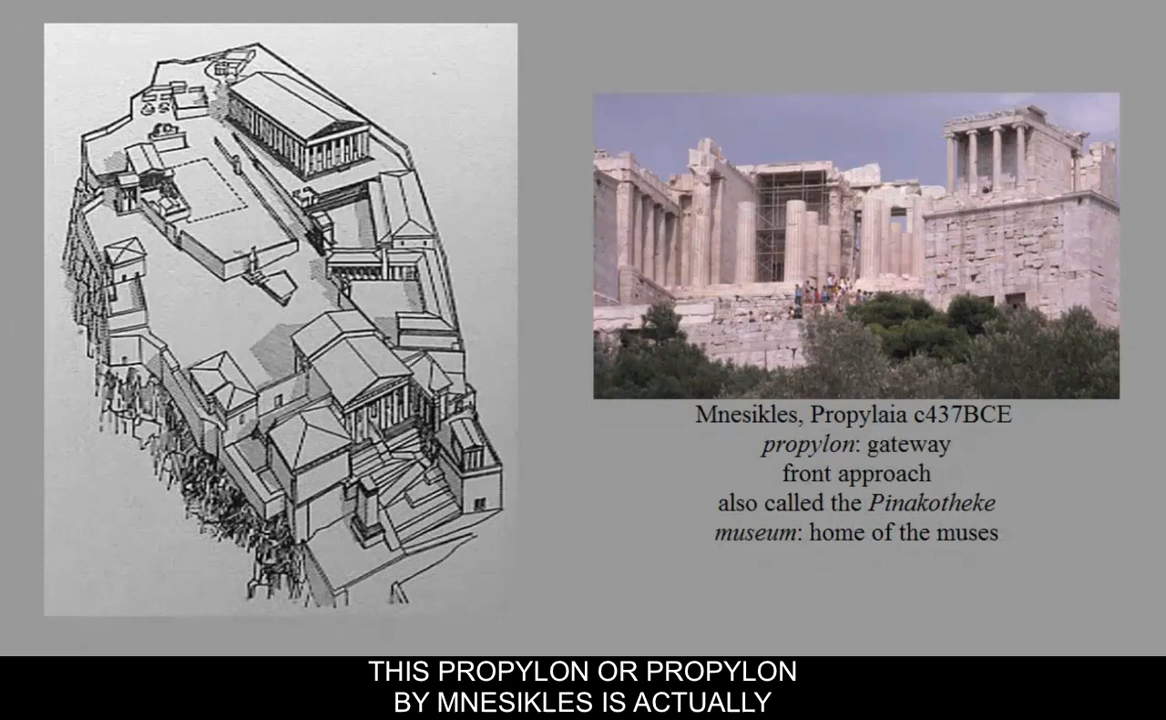 Mnesikles, Propylaia c437BCE
propylon: gateway
front approach
also called the Pinakotheke
museum: home of the muses
THIS PROPYLON OR PROPYLON
BY MNESIKLES IS ACTUALLY